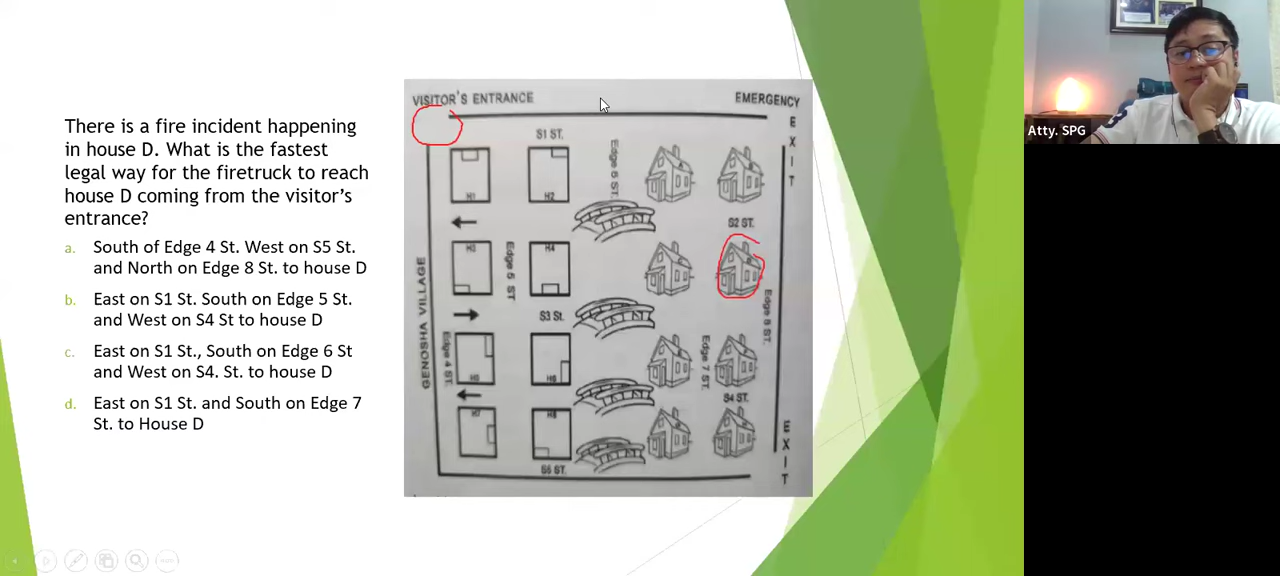 There is a fire incident happening
in house D. What is the fastest
legal way for the firetruck to reach
house D coming from the visitor's
entrance?
a. South of Edge 4 St. West on S5 St.
and North on Edge 8 St. to house D
b. East on S1 St. South on Edge 5 St.
and West on S4 St to house D
c. East on S1 St., South on Edge 6 St
and West on S4. St. to house D
d. East on S1 St. and South on Edge 7
St. to House D
VISITOR'S ENTRANCE
EMERGENCY
EXIT
S1 ST.
Edge 6 ST.
H1
H2
S2 ST.
H3
H4
Edge 5 ST
GENOSHA VILLAGE
Edge 8 ST.
S3 St.
Edge 4 ST.
Edge 7 ST.
S4 ST.
H7
H8
S5 ST.
EXIT
Atty. SPG